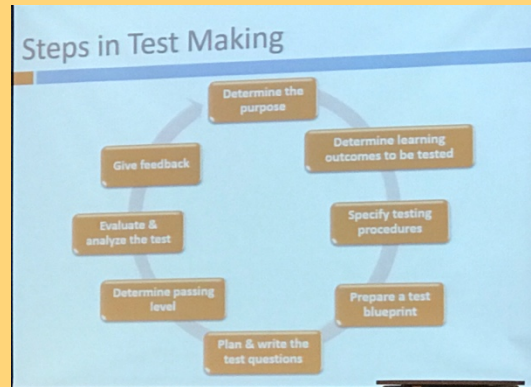 Steps in Test Making
Determine the
purpose
Determine learning
outcomes to be tested
Specify testing
procedures
Prepare a test
blueprint
Plan & write the
test questions
Determine passing
level
Evaluate &
analyze the test
Give feedback